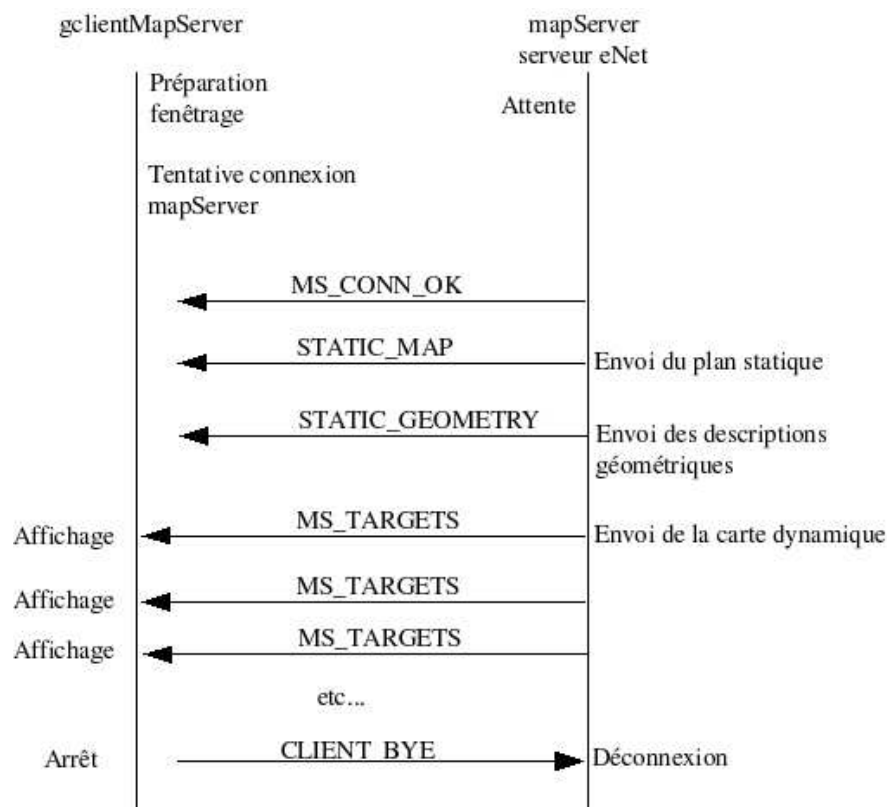 gclientMapServer
mapServer
serveur eNet
Préparation
fenêtrage
Attente
Tentative connexion
mapServer
MS_CONN_OK
STATIC_MAP
Envoi du plan statique
STATIC_GEOMETRY
Envoi des descriptions
géométriques
Affichage
MS_TARGETS
Envoi de la carte dynamique
Affichage
MS_TARGETS
Affichage
MS_TARGETS
etc...
Arrêt
CLIENT_BYE
Déconnexion